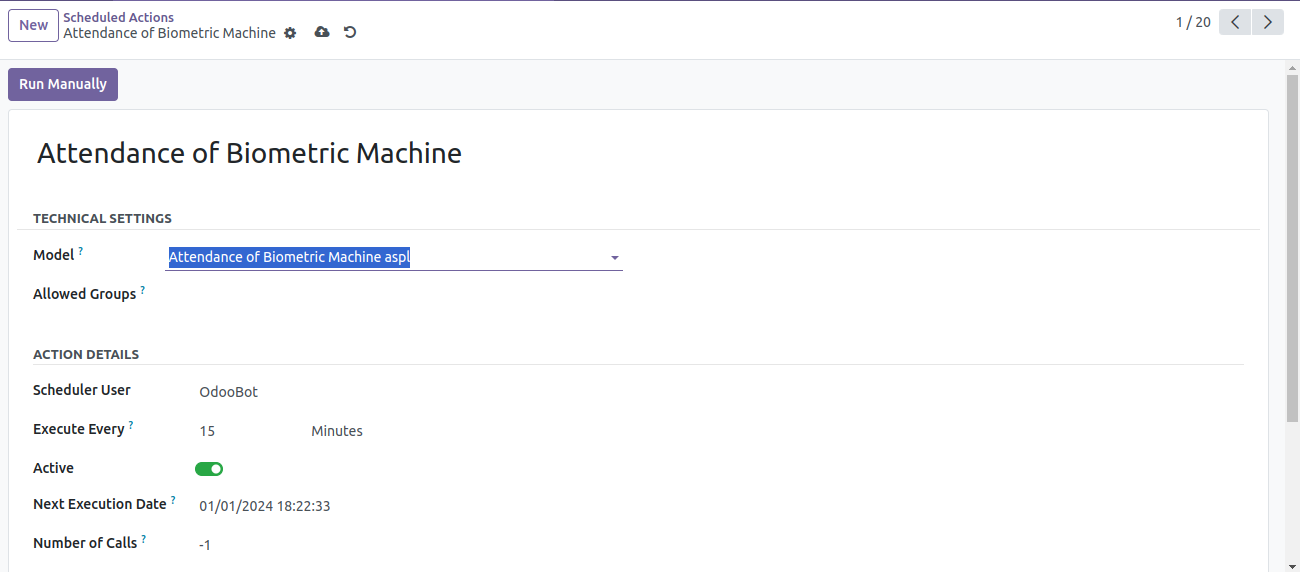 New
Scheduled Actions
Attendance of Biometric Machine
1 / 20
Run Manually
Attendance of Biometric Machine
TECHNICAL SETTINGS
Model ?
Attendance of Biometric Machine aspl
Allowed Groups ?
ACTION DETAILS
Scheduler User OdooBot
Execute Every ? 15 Minutes
Active
Next Execution Date ? 01/01/2024 18:22:33
Number of Calls ? -1